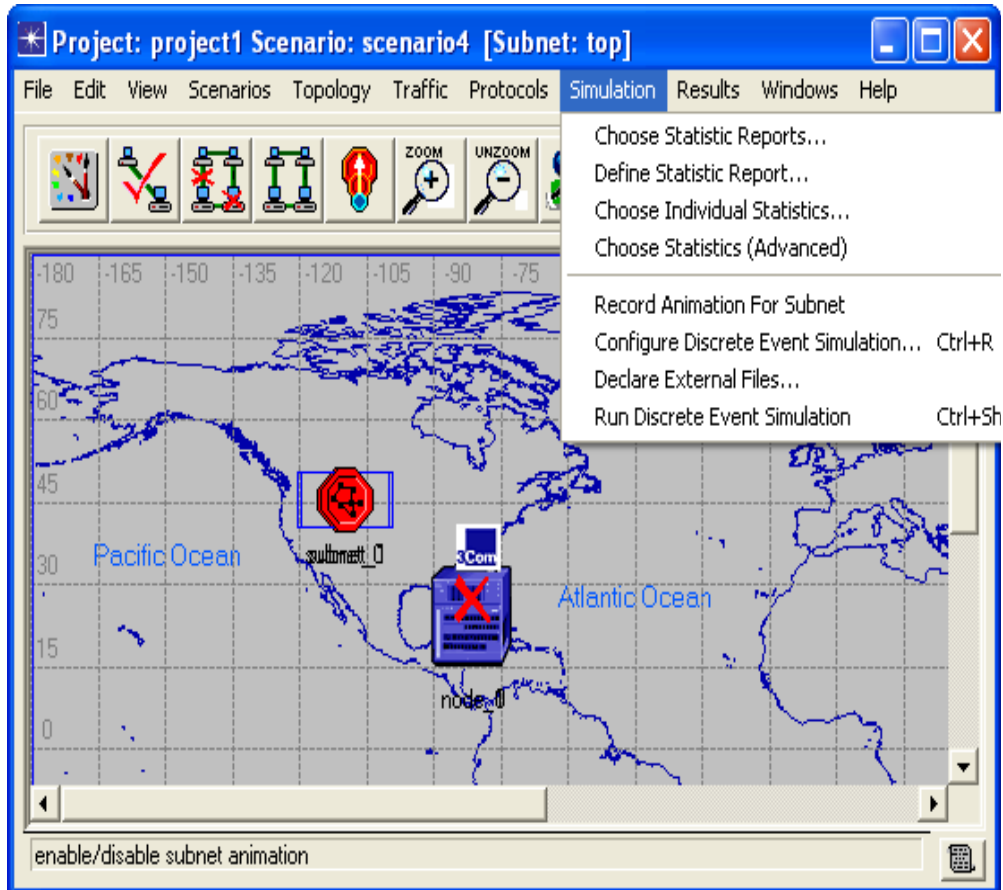 Project: project1 Scenario: scenario4 [Subnet: top]
File Edit View Scenarios Topology Traffic Protocols Simulation Results Windows Help
ZOOM UNZOOM
Choose Statistic Reports...
Define Statistic Report...
Choose Individual Statistics...
Choose Statistics (Advanced)
Record Animation For Subnet
Configure Discrete Event Simulation... Ctrl+R
Declare External Files...
Run Discrete Event Simulation Ctrl+Sh
-180 -165 -150 -135 -120 -105 -90 -75
75
60
45
3Com
Pacific Ocean
30
Atlantic Ocean
15
node_0
0
enable/disable subnet animation